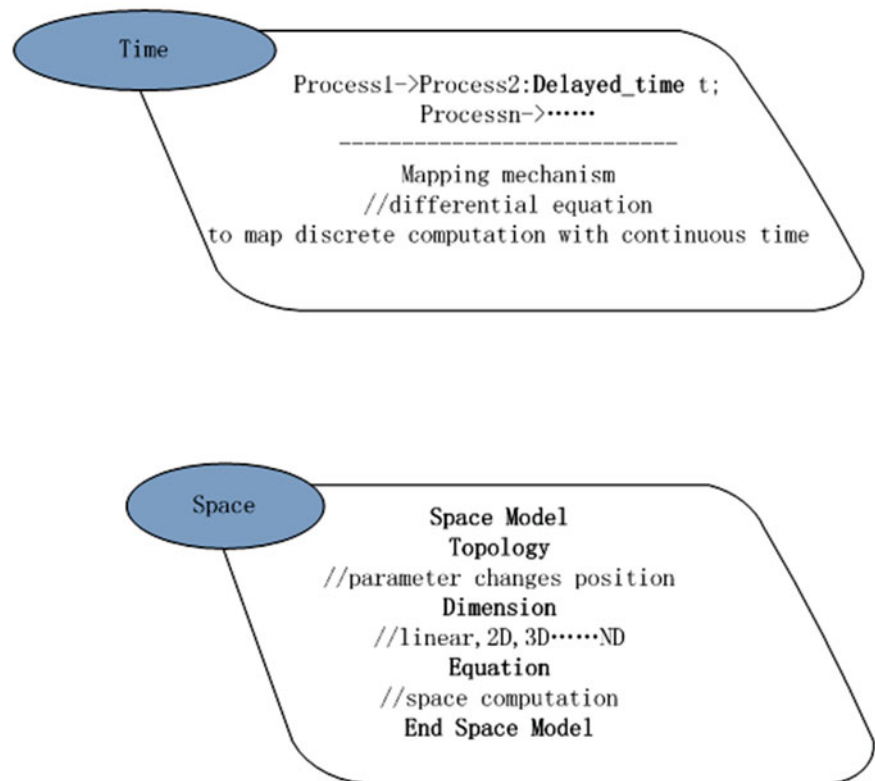 Time
Process1->Process2:Delayed_time t;
Processn->······
---------------------------
Mapping mechanism
//differential equation
to map discrete computation with continuous time
Space
Space Model
Topology
//parameter changes position
Dimension
//linear,2D,3D······ND
Equation
//space computation
End Space Model